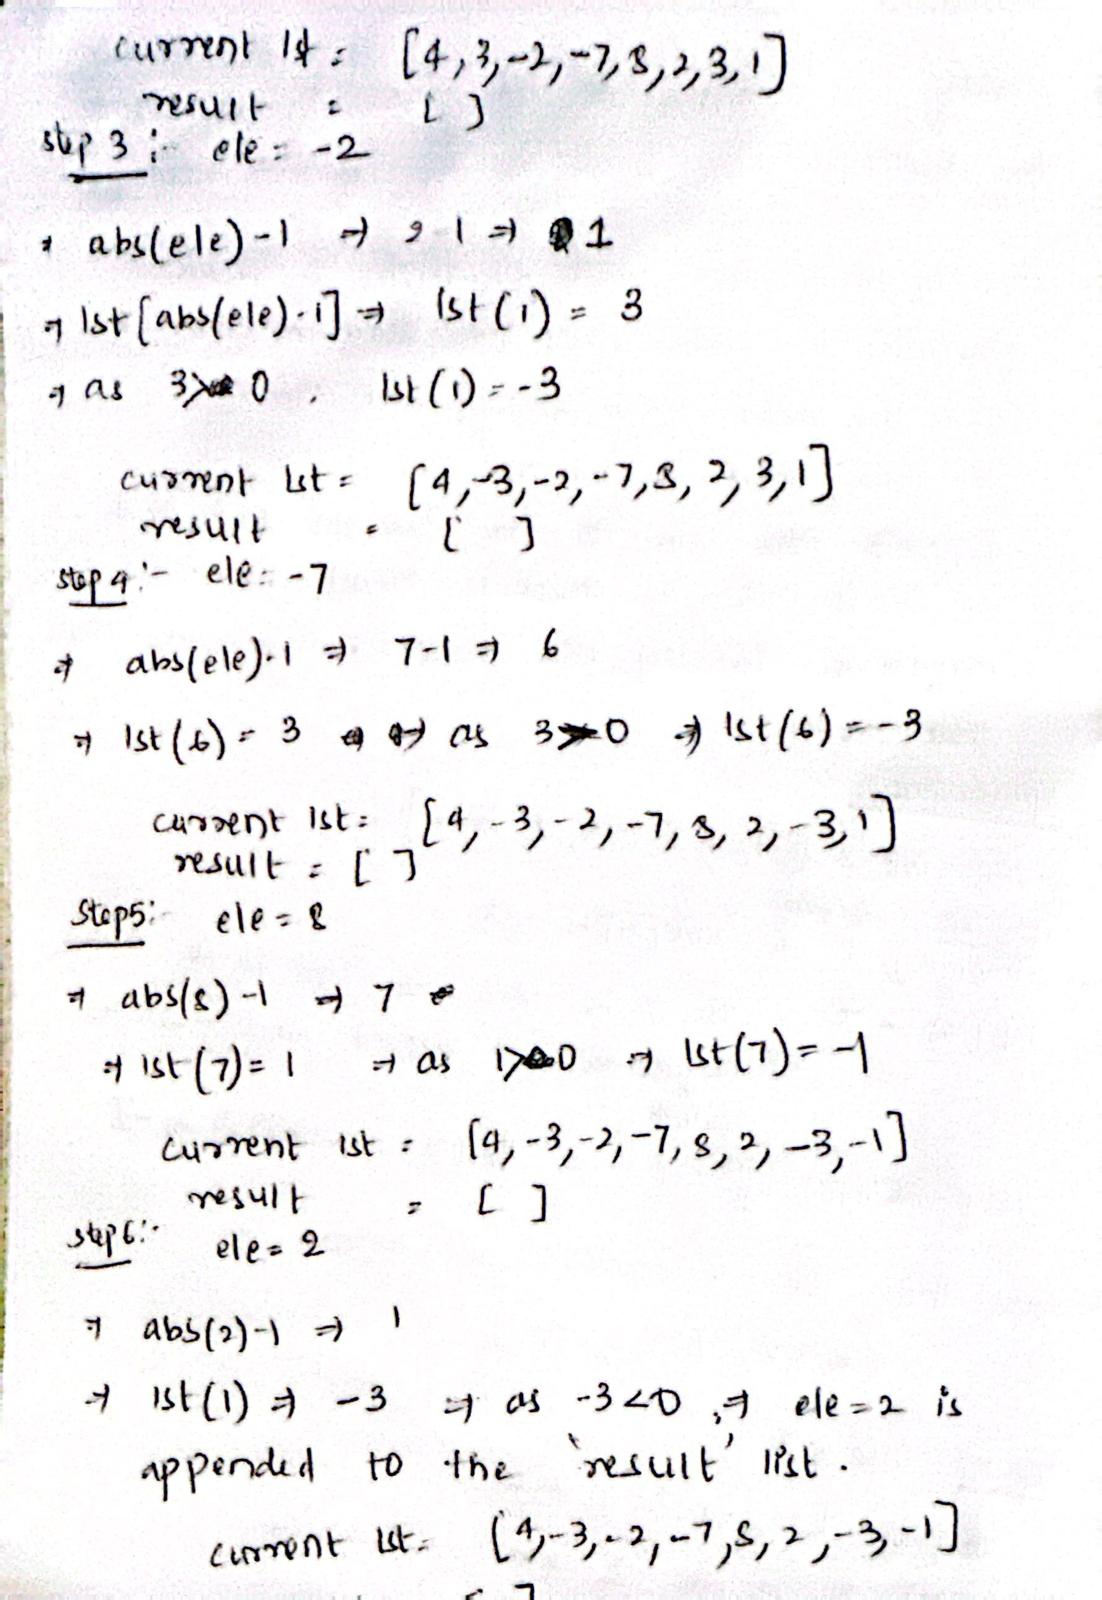 current lst = [4,3,-2,-7,8,2,3,1]
result = [ ]
step 3 :- ele = -2
→ abs(ele)-1 ⇒ 2-1 ⇒ 1
→ lst[abs(ele)-1] ⇒ lst(1) = 3
→ as 3>0, lst(1) = -3
current lst = [4,-3,-2,-7,8,2,3,1]
result = [ ]
step 4 :- ele = -7
→ abs(ele)-1 ⇒ 7-1 ⇒ 6
→ lst(6) = 3 → as 3>0 ⇒ lst(6) = -3
current lst = [4,-3,-2,-7,8,2,-3,1]
result = [ ]
Step5:- ele = 8
→ abs(8)-1 ⇒ 7
→ lst(7) = 1 → as 1>0 ⇒ lst(7) = -1
current lst = [4,-3,-2,-7,8,2,-3,-1]
result = [ ]
step6:- ele = 2
→ abs(2)-1 ⇒ 1
→ lst(1) ⇒ -3 ⇒ as -3<0, ⇒ ele=2 is
appended to the 'result' list.
current lst = [4,-3,-2,-7,8,2,-3,-1]